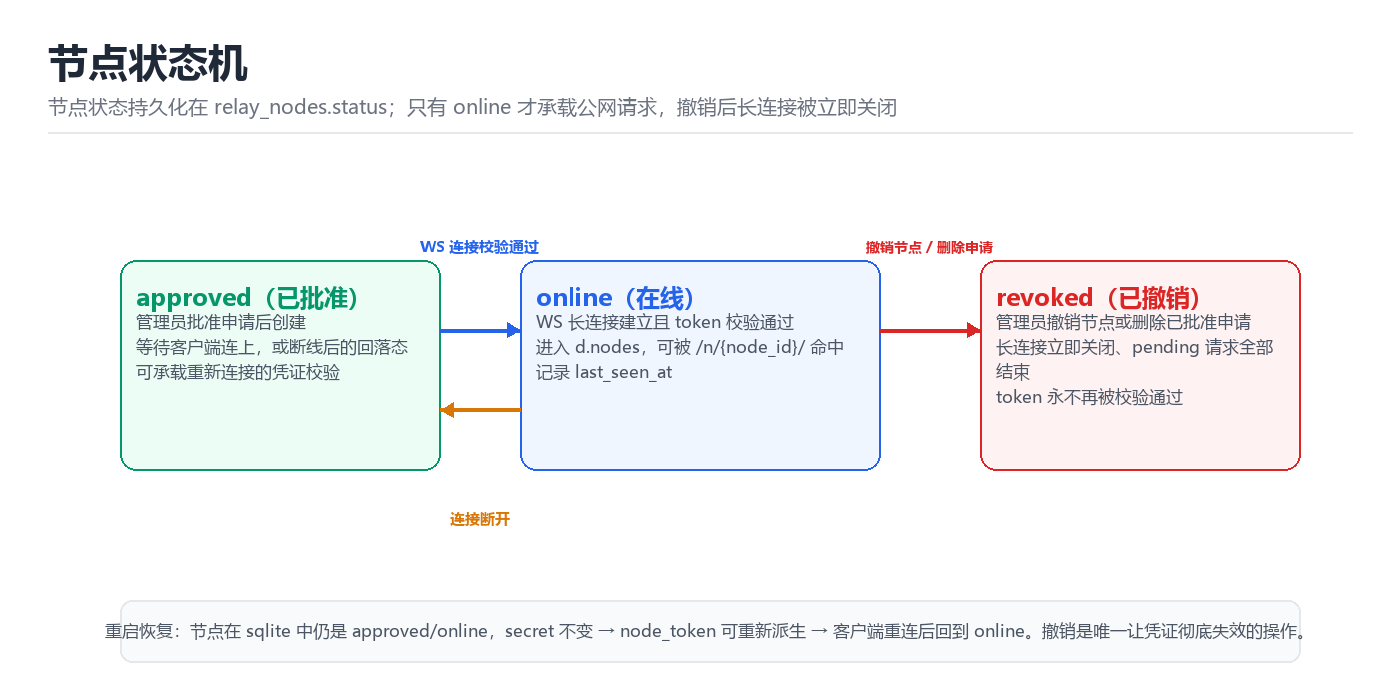 节点状态机
节点状态持久化在 relay_nodes.status；只有 online 才承载公网请求，撤销后长连接被立即关闭
WS 连接校验通过
撤销节点 / 删除申请
approved（已批准）
管理员批准申请后创建
等待客户端连上，或断线后的回落态
可承载重新连接的凭证校验
online（在线）
WS 长连接建立且 token 校验通过
进入 d.nodes，可被 /n/{node_id}/ 命中
记录 last_seen_at
revoked（已撤销）
管理员撤销节点或删除已批准申请
长连接立即关闭、pending 请求全部
结束
token 永不再被校验通过
连接断开
重启恢复：节点在 sqlite 中仍是 approved/online，secret 不变 → node_token 可重新派生 → 客户端重连后回到 online。撤销是唯一让凭证彻底失效的操作。